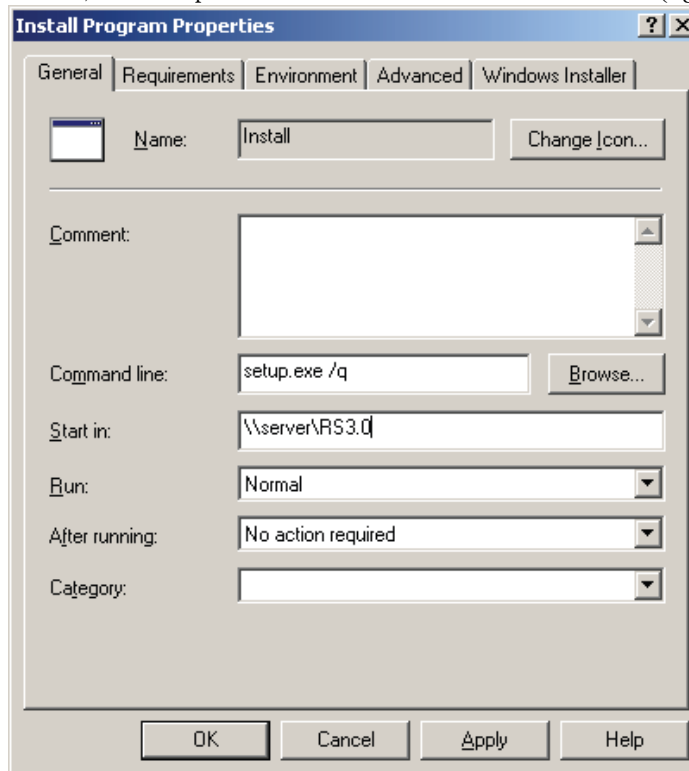 Install Program Properties
General Requirements Environment Advanced Windows Installer
Name: Install Change Icon...
Comment:
Command line: setup.exe /q Browse...
Start in: \\server\RS3.0
Run: Normal
After running: No action required
Category:
OK Cancel Apply Help